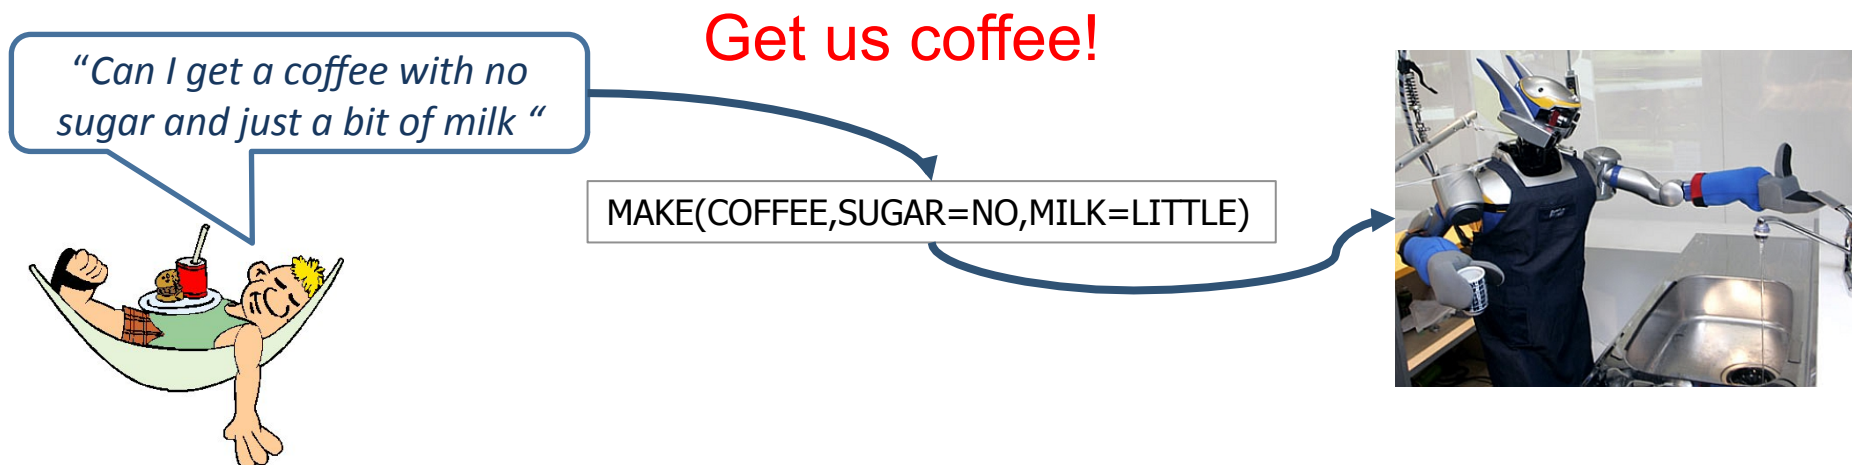 Get us coffee!
“Can I get a coffee with no
sugar and just a bit of milk “
MAKE(COFFEE,SUGAR=NO,MILK=LITTLE)